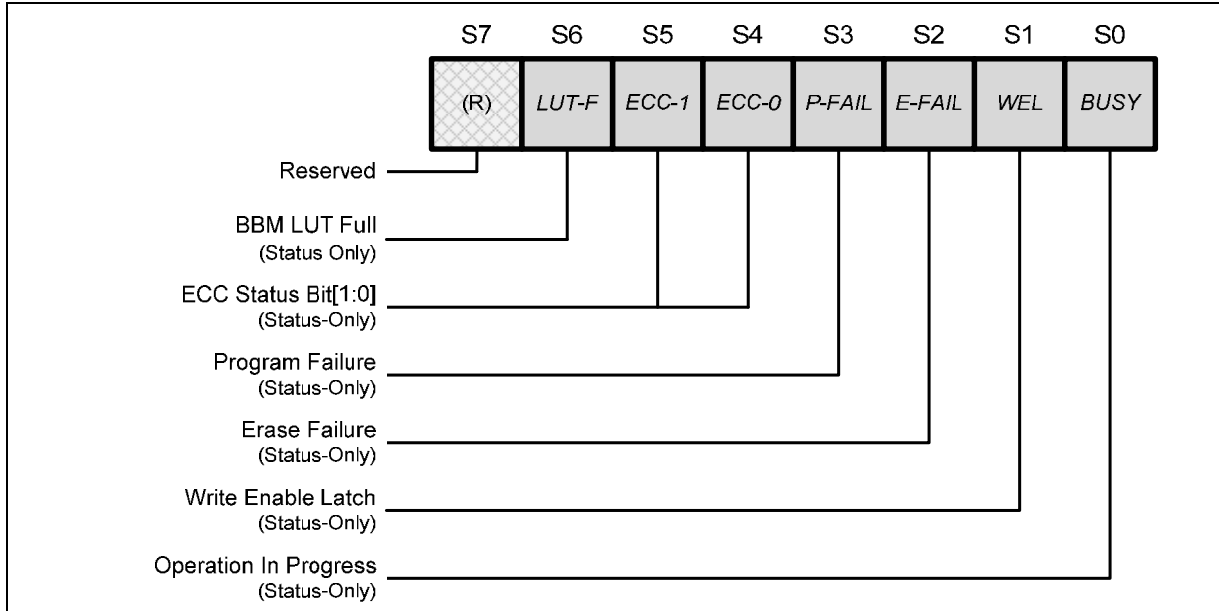 S7 S6 S5 S4 S3 S2 S1 S0
(R) LUT-F ECC-1 ECC-0 P-FAIL E-FAIL WEL BUSY
Reserved
BBM LUT Full
(Status Only)
ECC Status Bit[1:0]
(Status-Only)
Program Failure
(Status-Only)
Erase Failure
(Status-Only)
Write Enable Latch
(Status-Only)
Operation In Progress
(Status-Only)